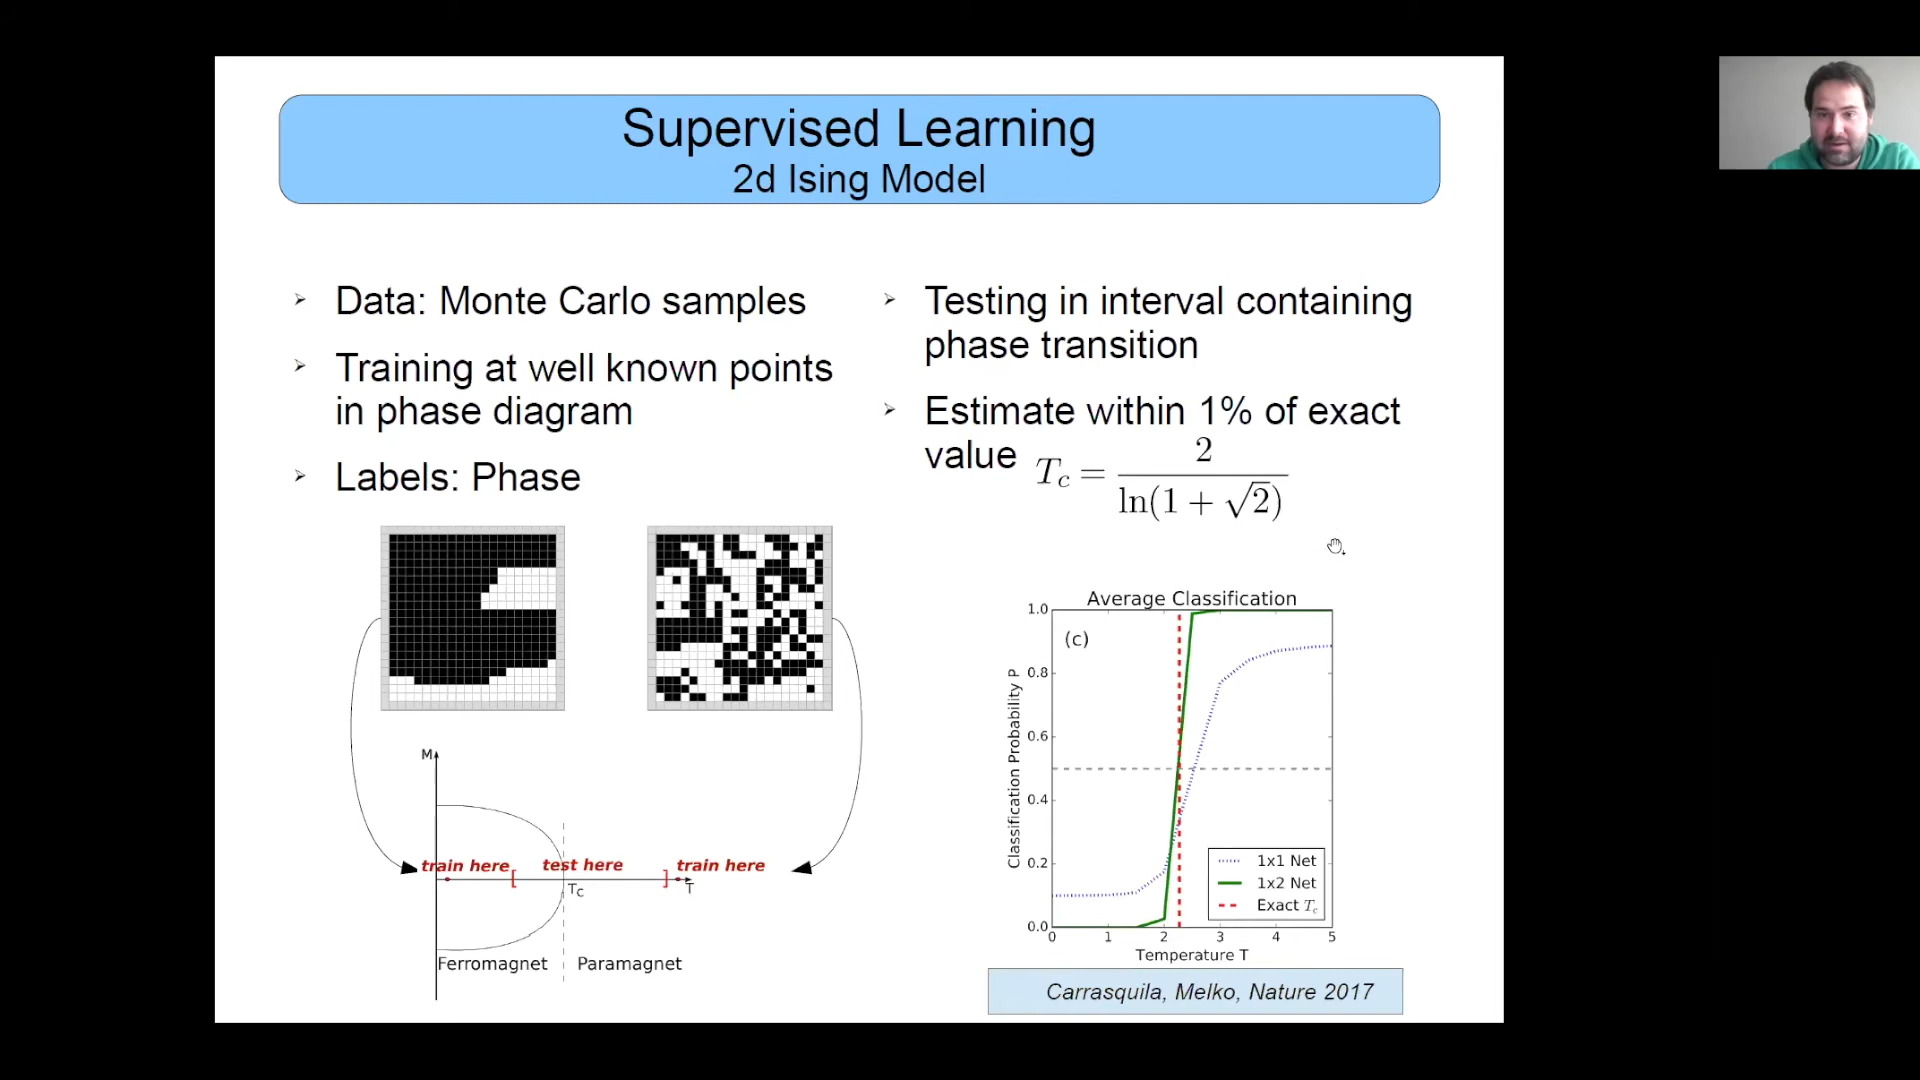 Supervised Learning
2d Ising Model
Data: Monte Carlo samples
Training at well known points
in phase diagram
Labels: Phase
M
train here
test here
train here
Tc
T
Ferromagnet
Paramagnet
Testing in interval containing
phase transition
Estimate within 1% of exact
value T_c = 2 / ln(1 + √2)
Average Classification
(c)
Classification Probability P
1.0
0.8
0.6
0.4
0.2
0.0
0 1 2 3 4 5
Temperature T
1x1 Net
1x2 Net
Exact T_c
Carrasquila, Melko, Nature 2017